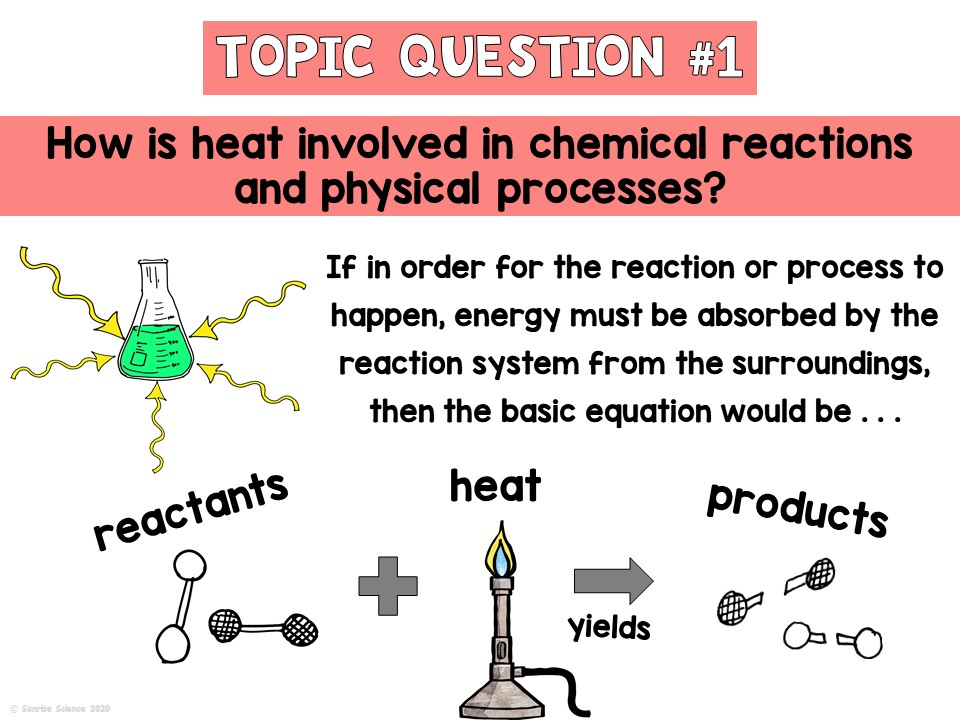 TOPIC QUESTION #1
How is heat involved in chemical reactions
and physical processes?
If in order for the reaction or process to
happen, energy must be absorbed by the
reaction system from the surroundings,
then the basic equation would be . . .
reactants
heat
products
yields
© Sunrise Science 2020